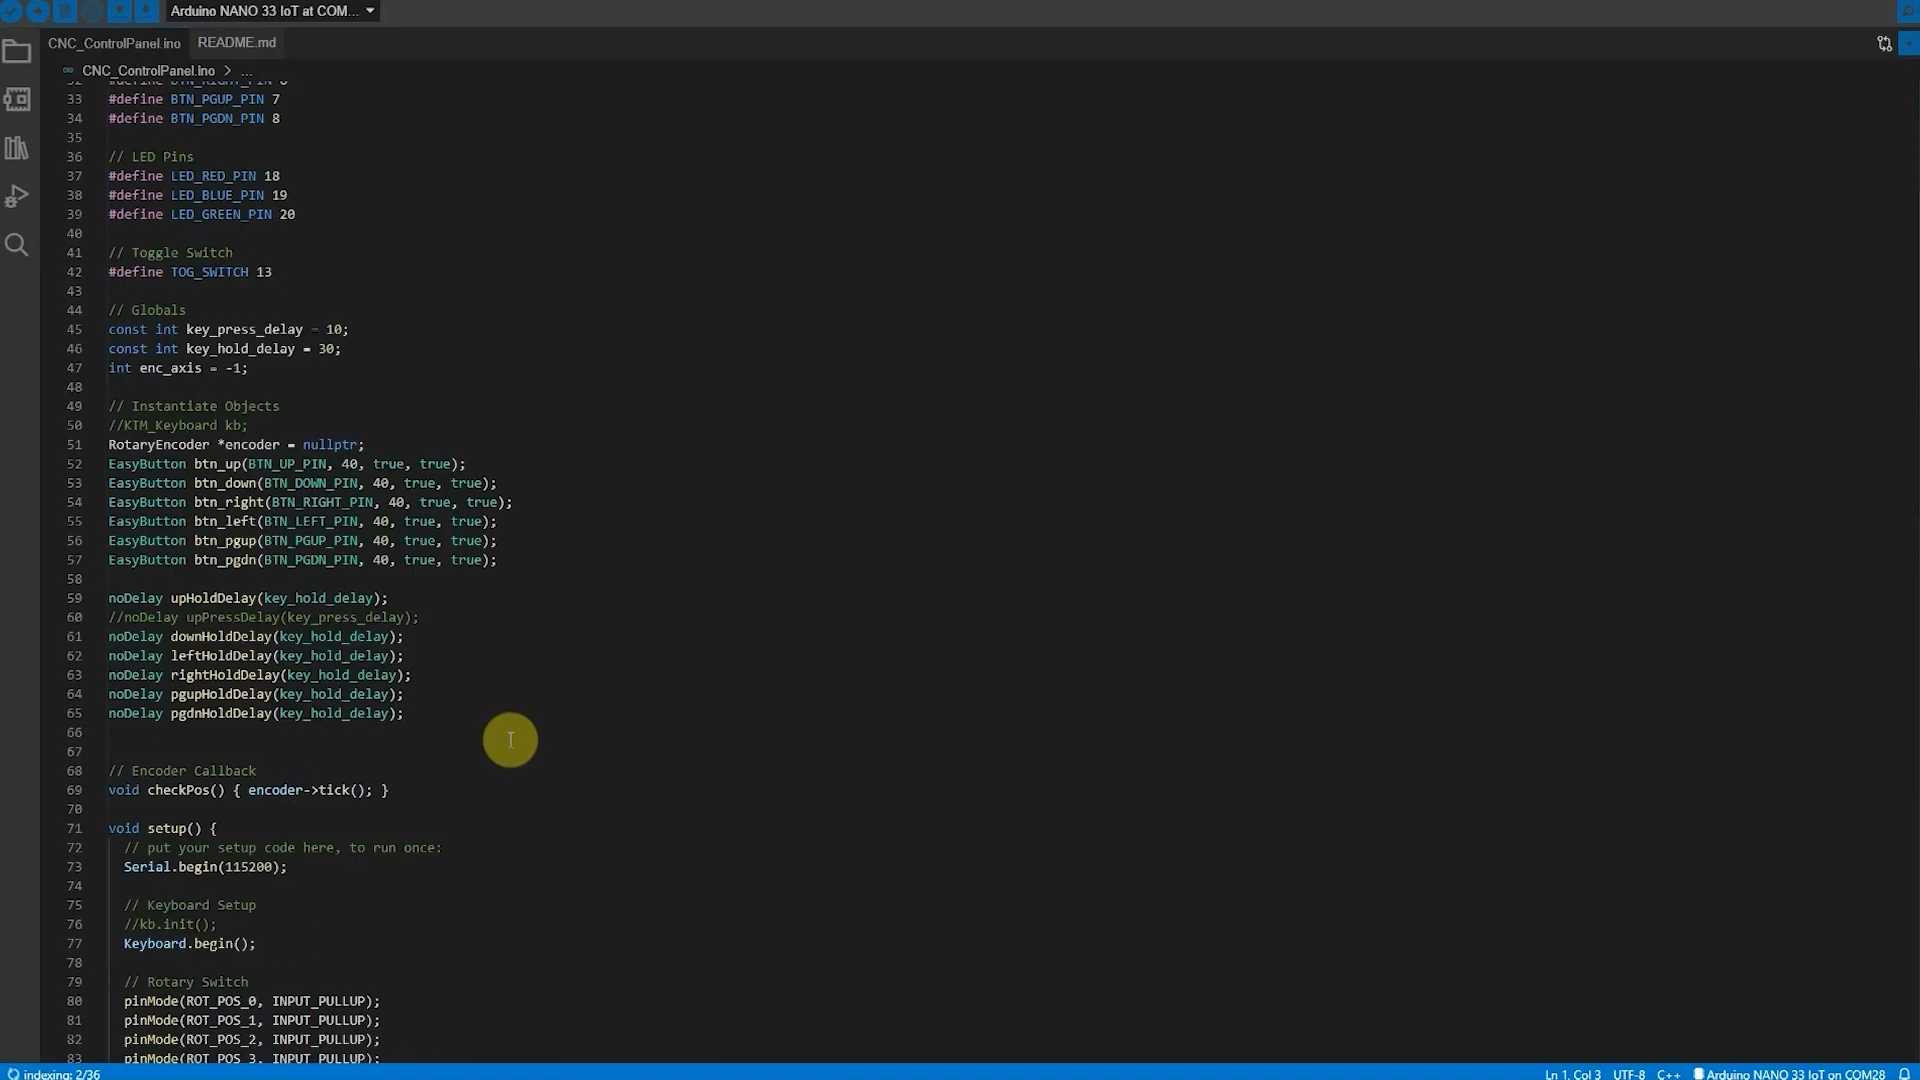 Arduino NANO 33 IoT at COM...
CNC_ControlPanel.ino README.md
CNC_ControlPanel.ino > ...
32 #define BTN_RIGHT_PIN 6
33 #define BTN_PGUP_PIN 7
34 #define BTN_PGDN_PIN 8
35
36 // LED Pins
37 #define LED_RED_PIN 18
38 #define LED_BLUE_PIN 19
39 #define LED_GREEN_PIN 20
40
41 // Toggle Switch
42 #define TOG_SWITCH 13
43
44 // Globals
45 const int key_press_delay = 10;
46 const int key_hold_delay = 30;
47 int enc_axis = -1;
48
49 // Instantiate Objects
50 //KTM_Keyboard kb;
51 RotaryEncoder *encoder = nullptr;
52 EasyButton btn_up(BTN_UP_PIN, 40, true, true);
53 EasyButton btn_down(BTN_DOWN_PIN, 40, true, true);
54 EasyButton btn_right(BTN_RIGHT_PIN, 40, true, true);
55 EasyButton btn_left(BTN_LEFT_PIN, 40, true, true);
56 EasyButton btn_pgup(BTN_PGUP_PIN, 40, true, true);
57 EasyButton btn_pgdn(BTN_PGDN_PIN, 40, true, true);
58
59 noDelay upHoldDelay(key_hold_delay);
60 //noDelay upPressDelay(key_press_delay);
61 noDelay downHoldDelay(key_hold_delay);
62 noDelay leftHoldDelay(key_hold_delay);
63 noDelay rightHoldDelay(key_hold_delay);
64 noDelay pgupHoldDelay(key_hold_delay);
65 noDelay pgdnHoldDelay(key_hold_delay);
66
67
68 // Encoder Callback
69 void checkPos() { encoder->tick(); }
70
71 void setup() {
72 // put your setup code here, to run once:
73 Serial.begin(115200);
74
75 // Keyboard Setup
76 //kb.init();
77 Keyboard.begin();
78
79 // Rotary Switch
80 pinMode(ROT_POS_0, INPUT_PULLUP);
81 pinMode(ROT_POS_1, INPUT_PULLUP);
82 pinMode(ROT_POS_2, INPUT_PULLUP);
83 pinMode(ROT_POS_3, INPUT_PULLUP);
indexing: 2/36 Ln 1, Col 3 UTF-8 C++ Arduino NANO 33 IoT on COM28